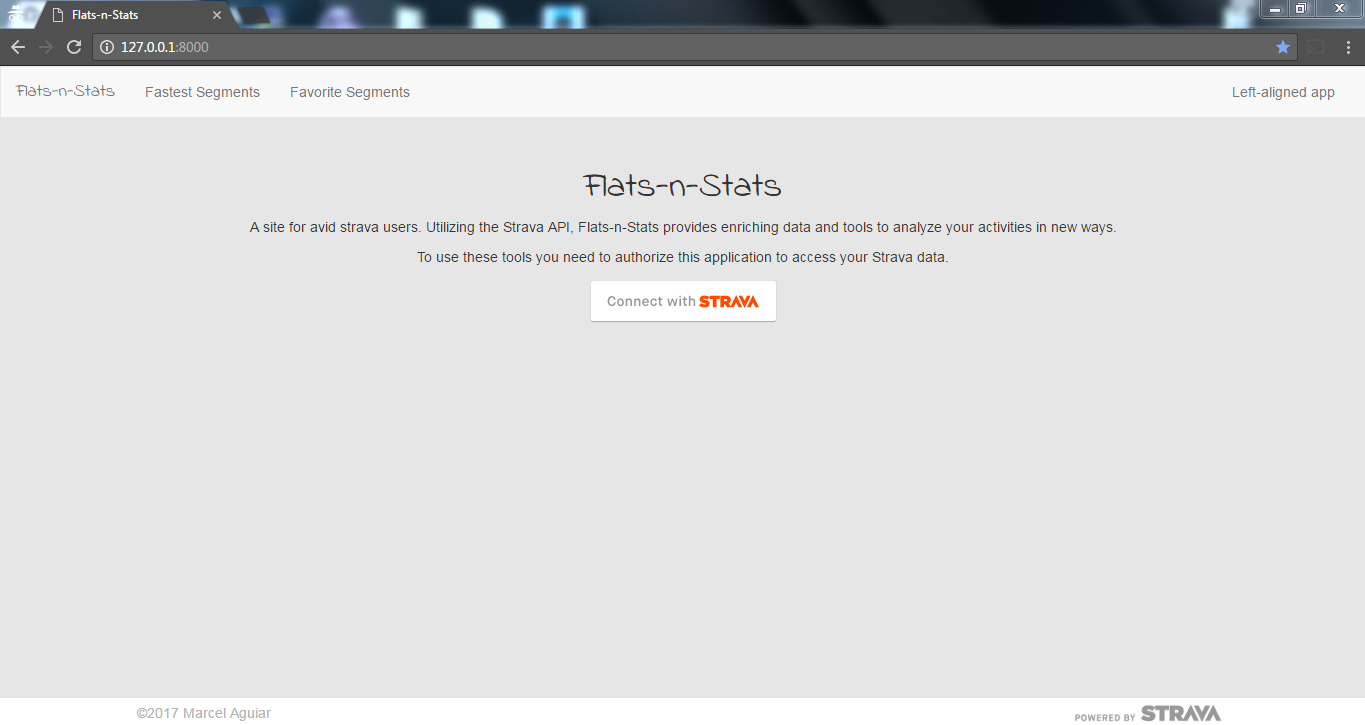 Flats-n-Stats
127.0.0.1:8000
Flats-n-Stats Fastest Segments Favorite Segments Left-aligned app
Flats-n-Stats
A site for avid strava users. Utilizing the Strava API, Flats-n-Stats provides enriching data and tools to analyze your activities in new ways.
To use these tools you need to authorize this application to access your Strava data.
Connect with STRAVA
©2017 Marcel Aguiar POWERED BY STRAVA